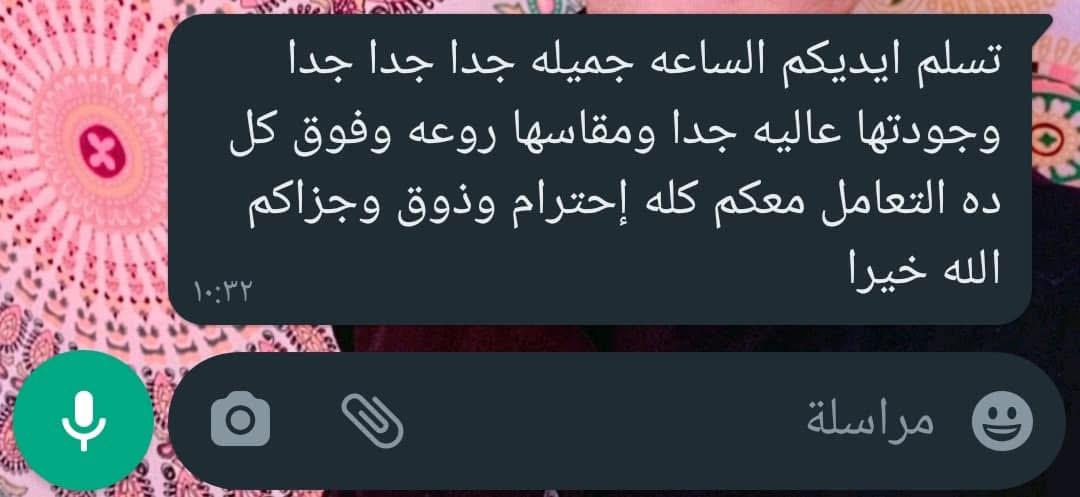 تسلم ايديكم الساعه جميله جدا جدا جدا
وجودتها عاليه جدا ومقاسها روعه وفوق كل
ده التعامل معكم كله إحترام وذوق وجزاكم
الله خيرا
١٠:٣٢
مراسلة